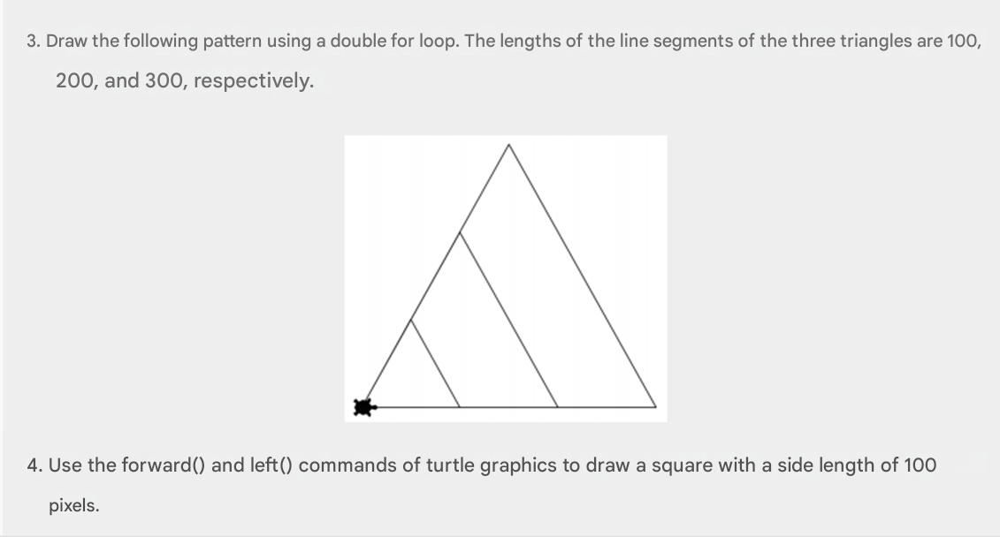 3. Draw the following pattern using a double for loop. The lengths of the line segments of the three triangles are 100,
200, and 300, respectively.
4. Use the forward() and left() commands of turtle graphics to draw a square with a side length of 100
pixels.